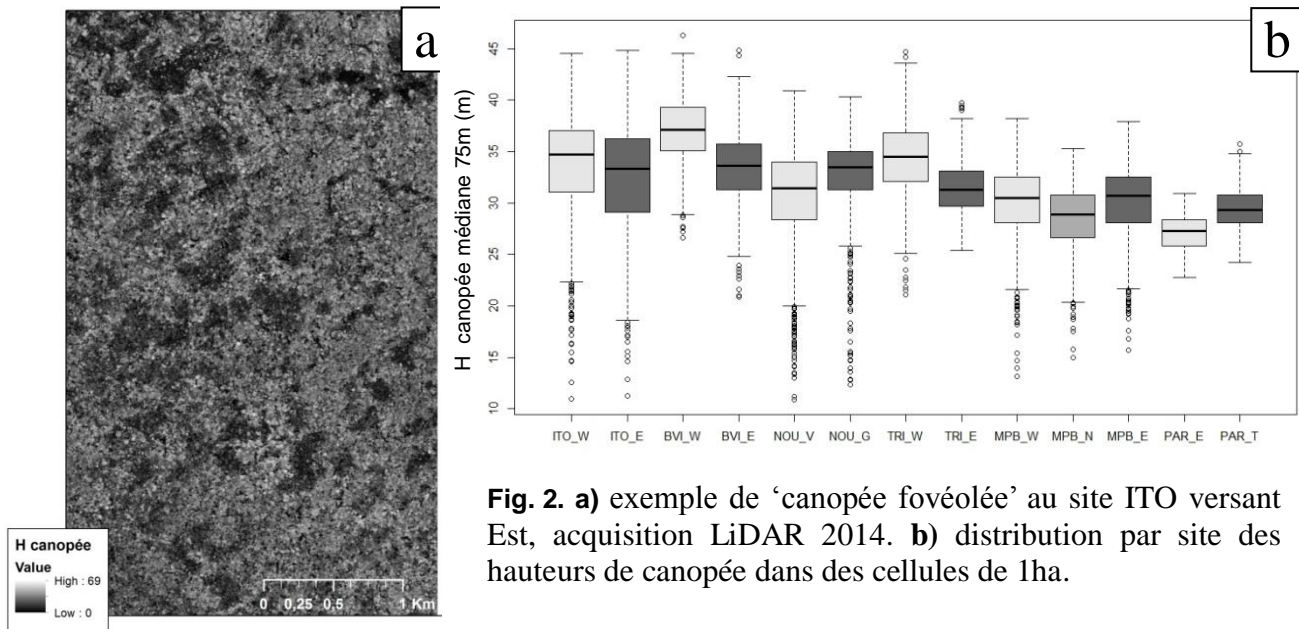 a
H canopée
Value
High : 69
Low : 0
0 0,25 0,5 1 Km
b
H canopée médiane 75m (m)
45
40
35
30
25
20
15
10
ITO_W ITO_E BVI_W BVI_E NOU_V NOU_G TRI_W TRI_E MPB_W MPB_N MPB_E PAR_E PAR_T
Fig. 2. a) exemple de ‘canopée fovéolée’ au site ITO versant
Est, acquisition LiDAR 2014. b) distribution par site des
hauteurs de canopée dans des cellules de 1ha.